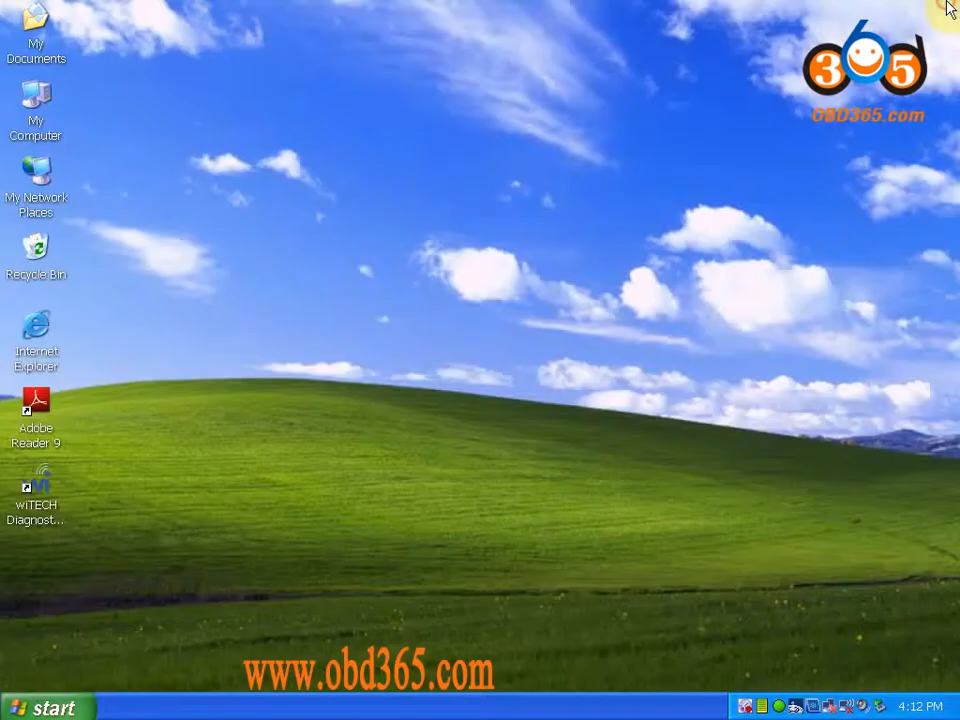 My
Documents
My
Computer
My Network
Places
Recycle Bin
Internet
Explorer
Adobe
Reader 9
wiTECH
Diagnost...
365
OBD365.com
www.obd365.com
start
4:12 PM